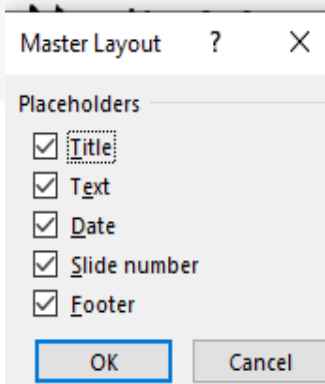 Master Layout ? ✕
Placeholders
Title
Text
Date
Slide number
Footer
OK Cancel